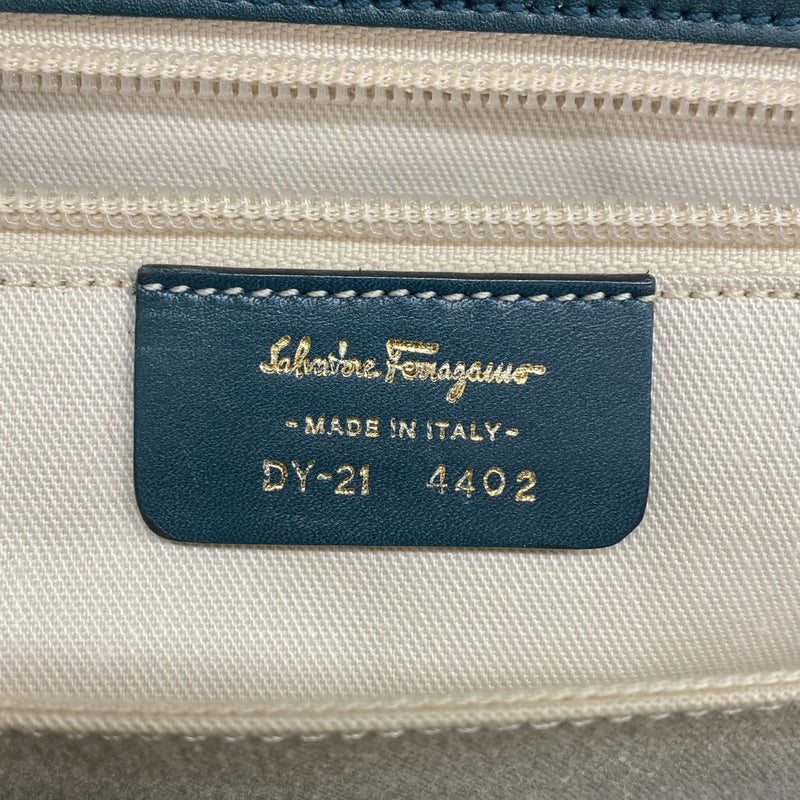 Salvatore Ferragamo
-MADE IN ITALY-
DY-21 4402